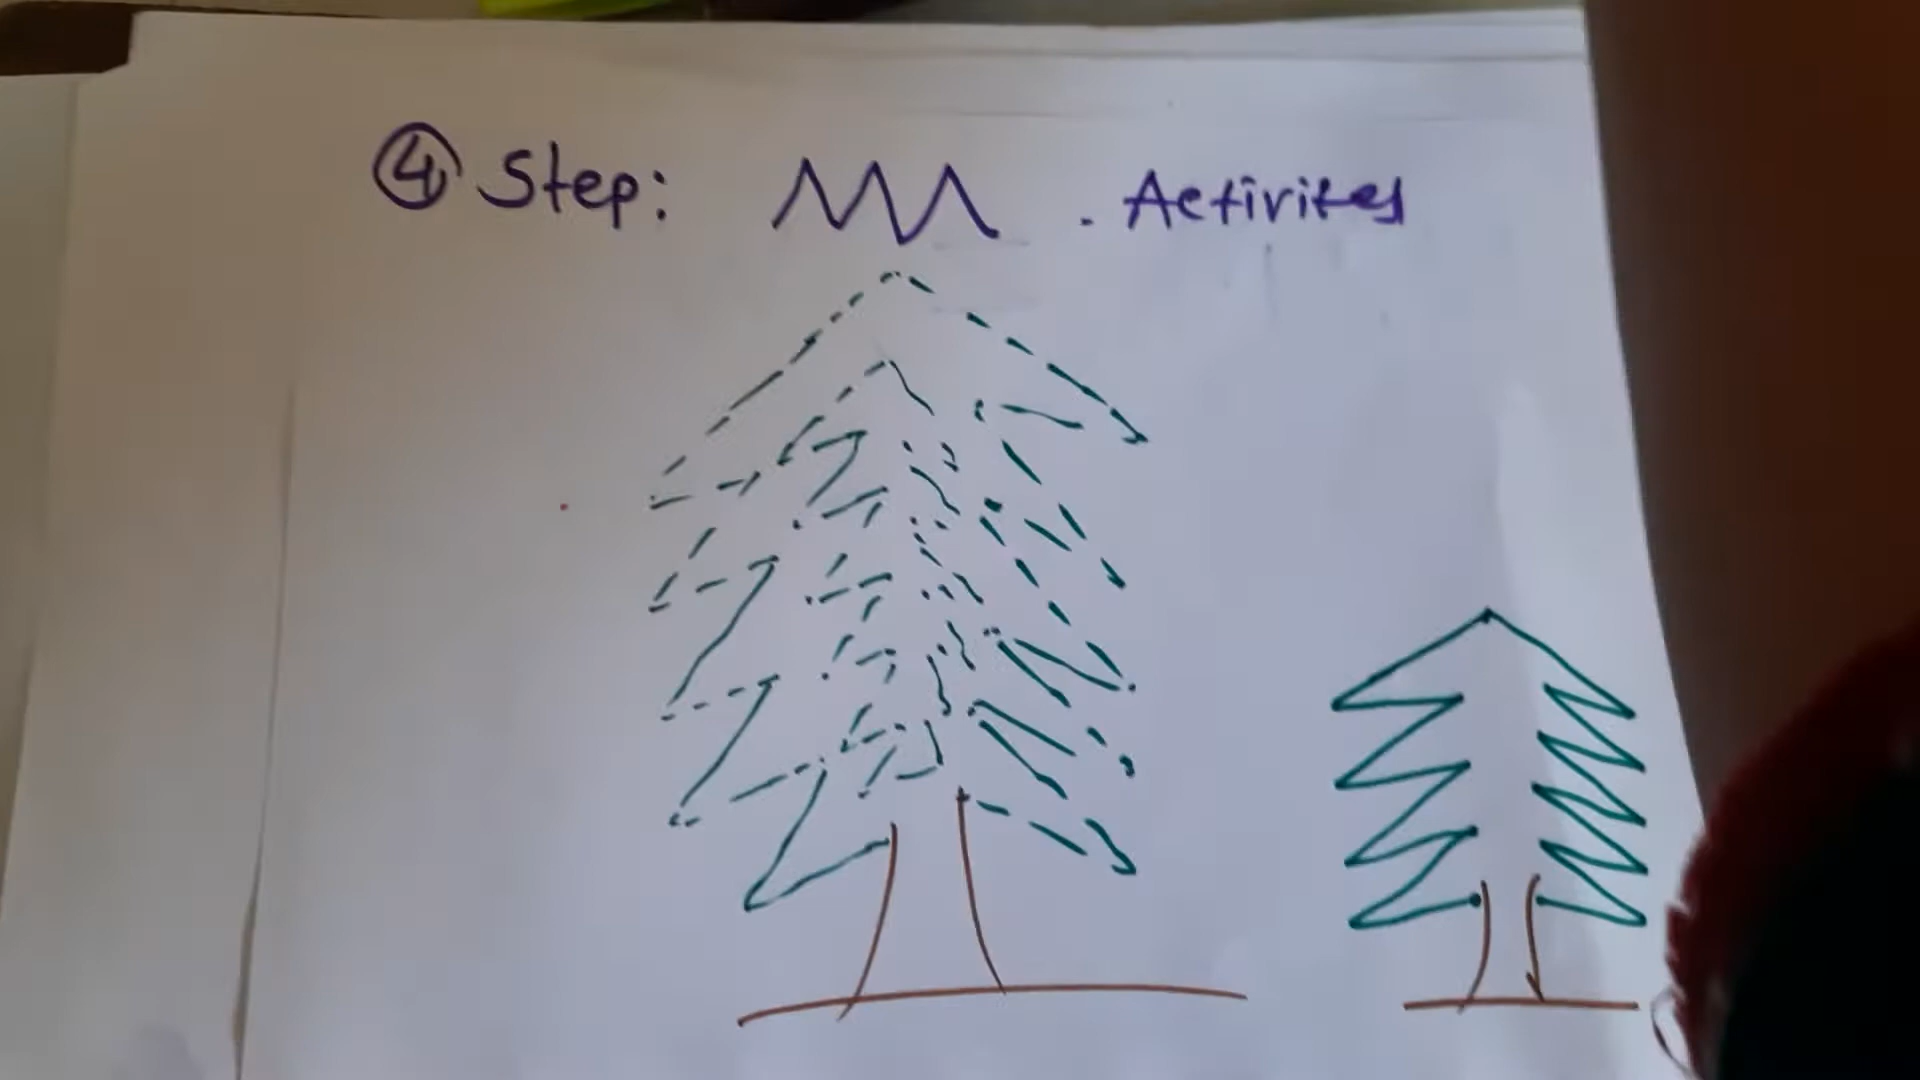 ④ Step: . Activites